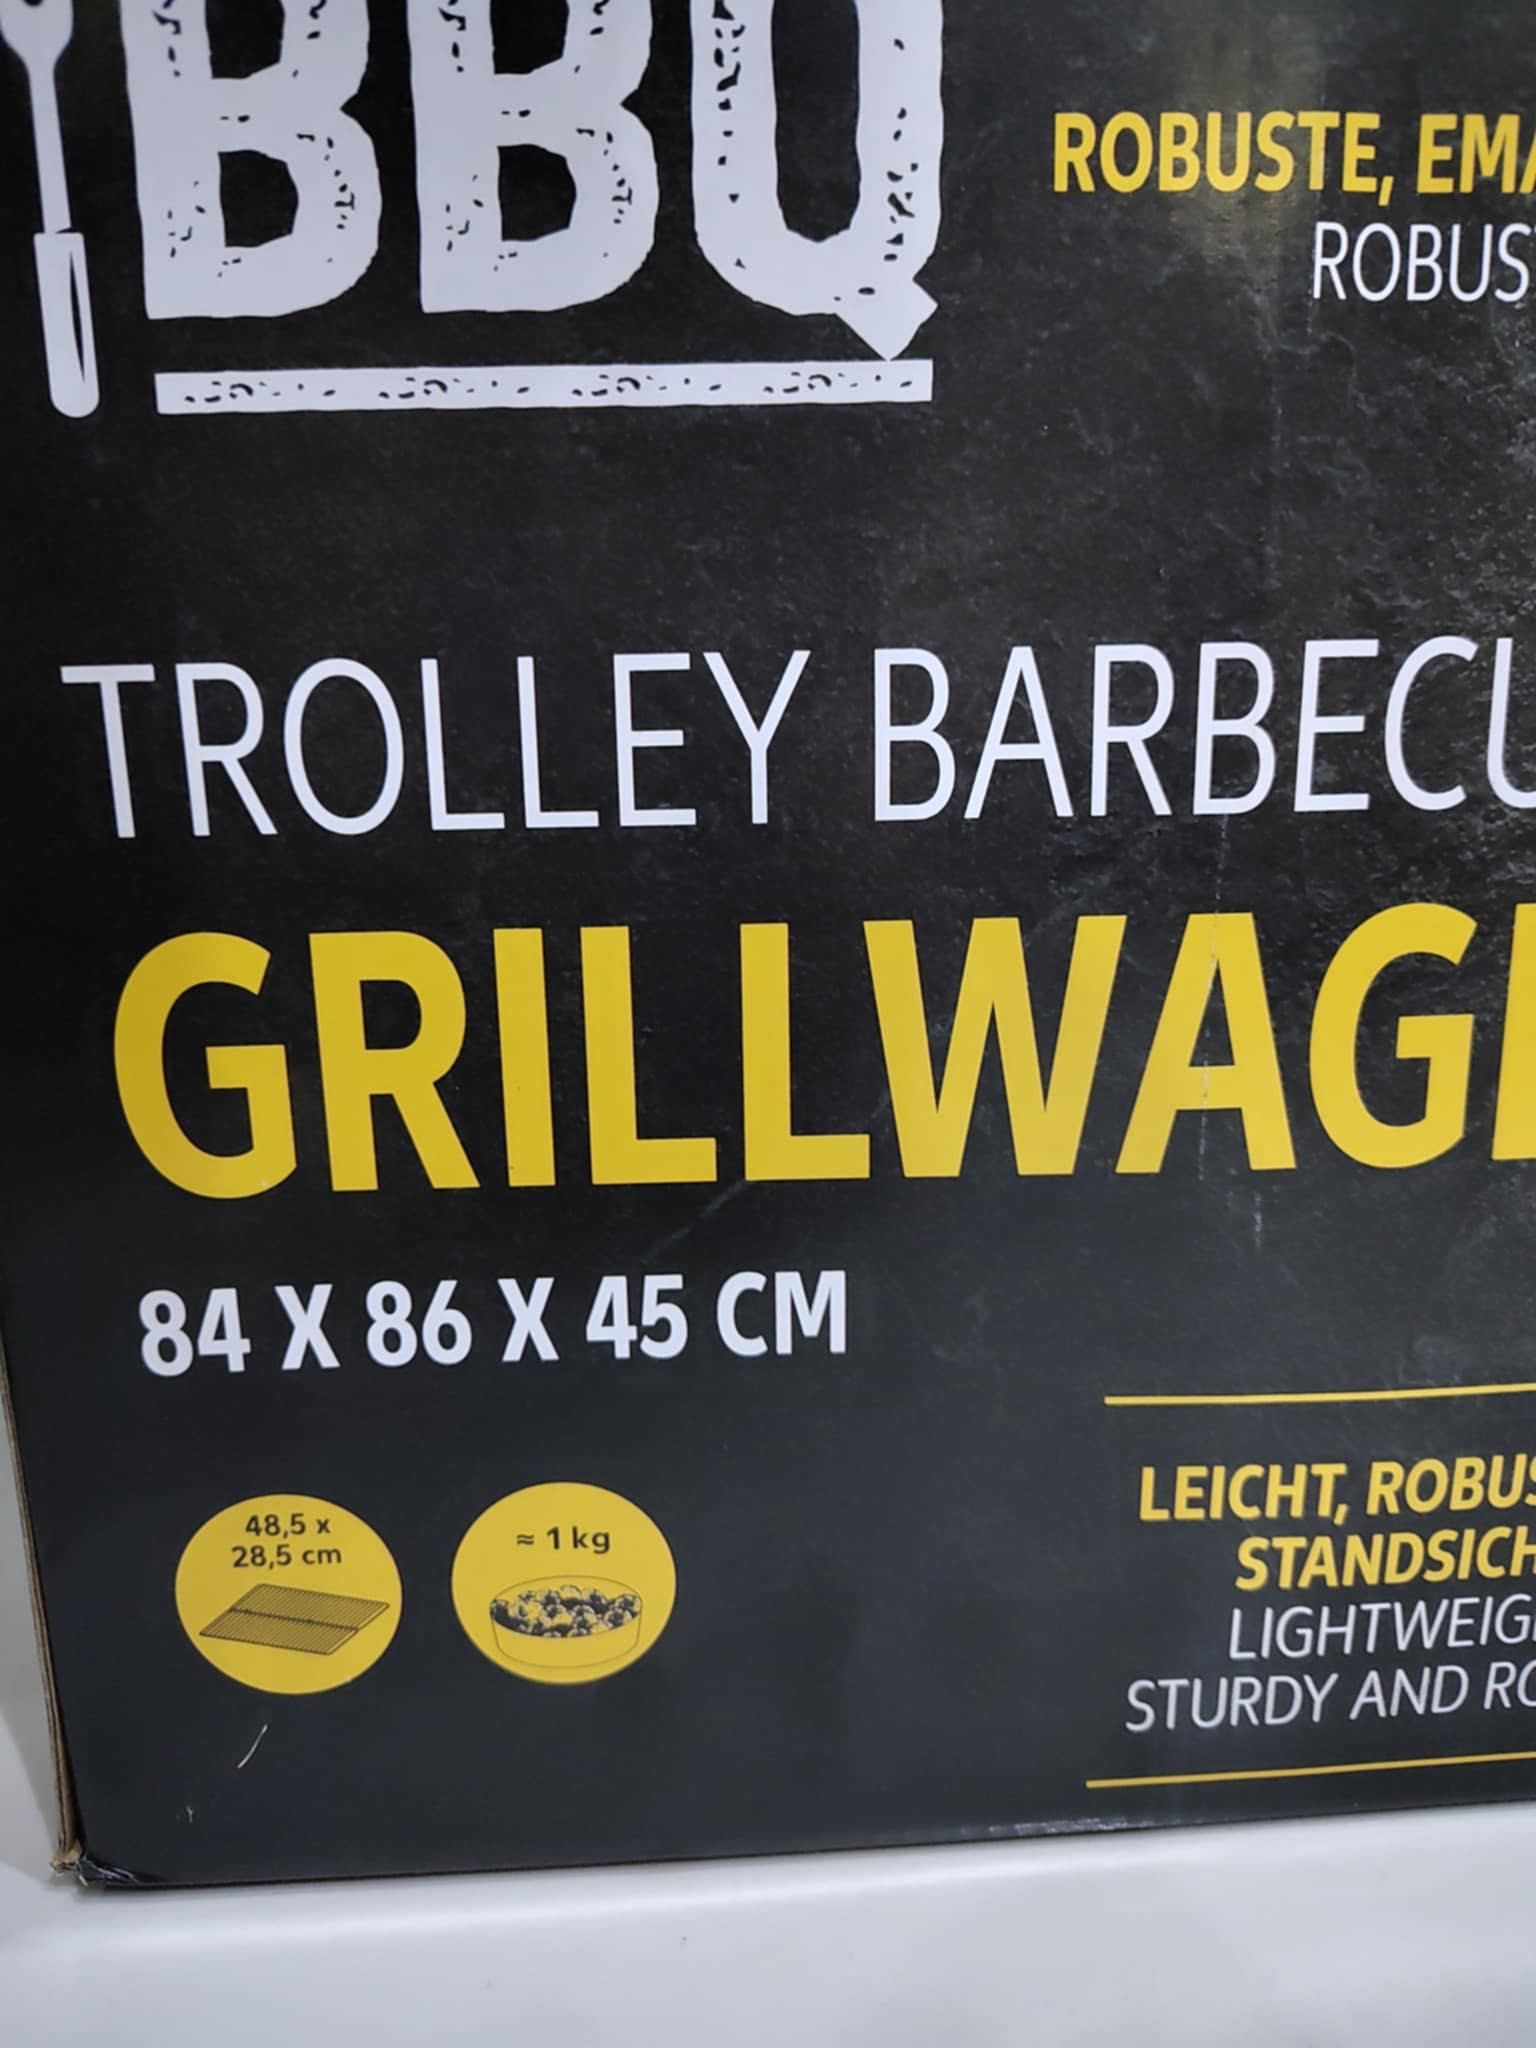 BBQ
ROBUSTE, EMA
ROBUST
TROLLEY BARBECU
GRILLWAG
84 X 86 X 45 CM
48,5 x
28,5 cm
≈ 1 kg
LEICHT, ROBUS
STANDSICH
LIGHTWEIG
STURDY AND RO